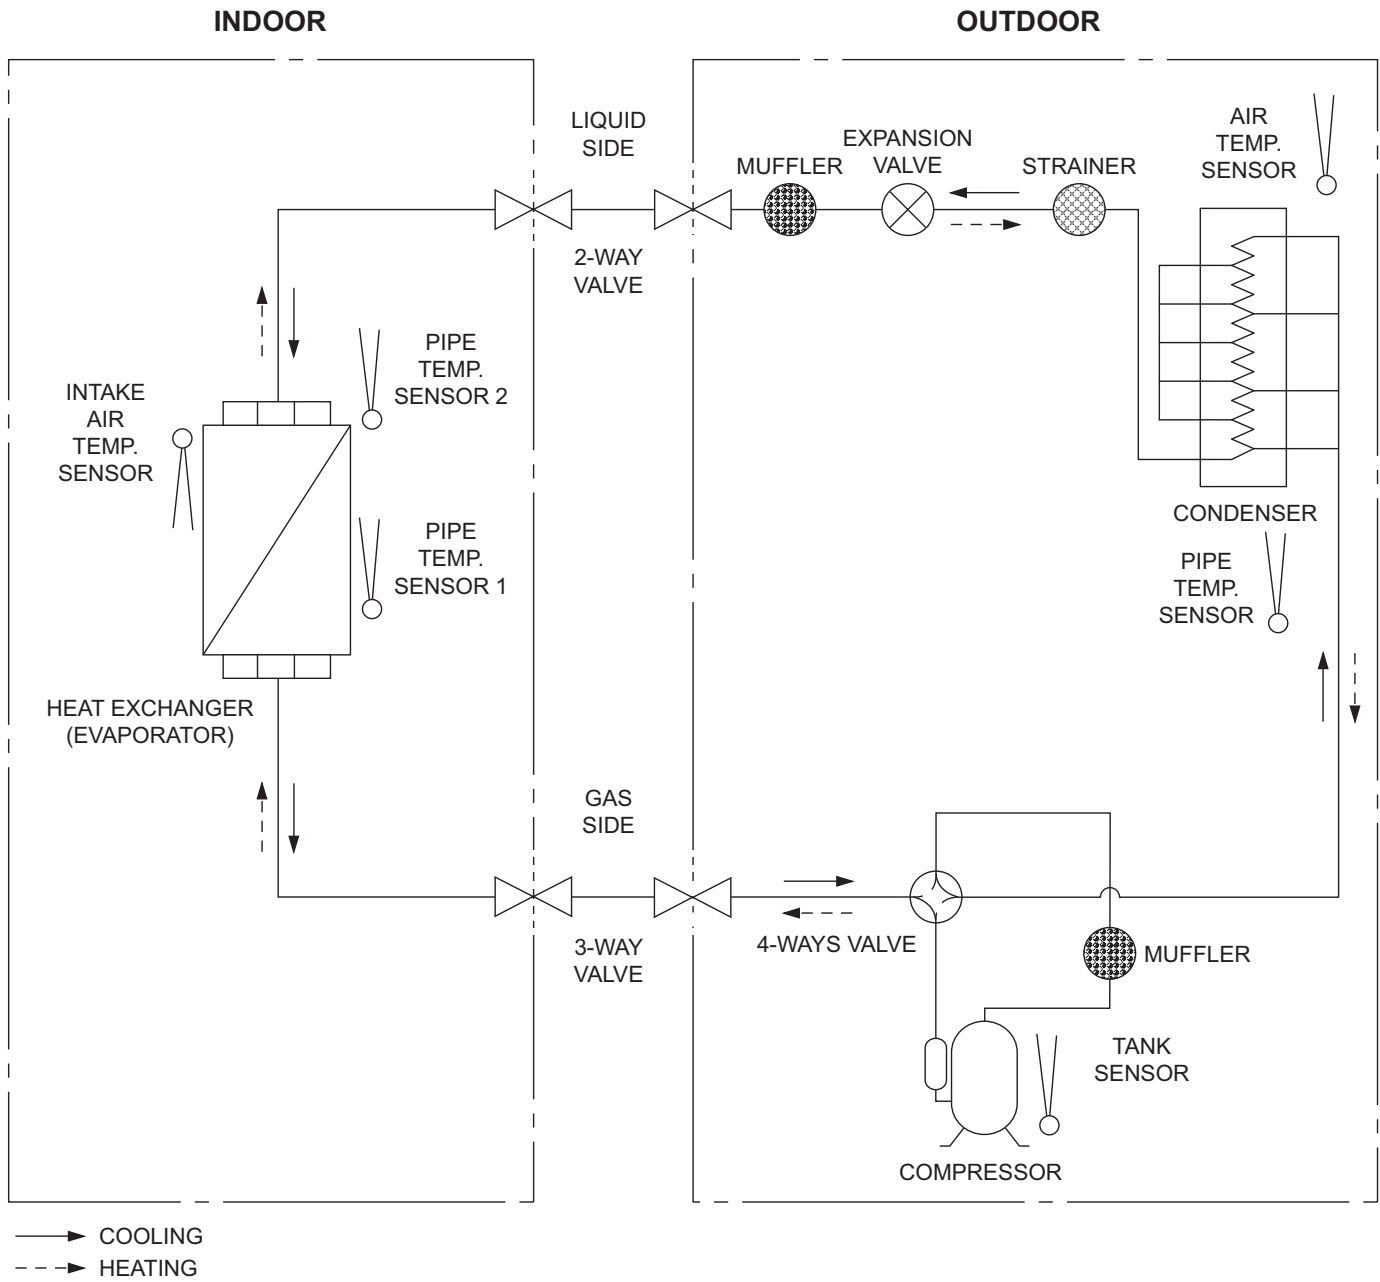 INDOOR
OUTDOOR
LIQUID
SIDE
MUFFLER
EXPANSION
VALVE
STRAINER
AIR
TEMP.
SENSOR
2-WAY
VALVE
PIPE
TEMP.
SENSOR 2
INTAKE
AIR
TEMP.
SENSOR
PIPE
TEMP.
SENSOR 1
CONDENSER
PIPE
TEMP.
SENSOR
HEAT EXCHANGER
(EVAPORATOR)
GAS
SIDE
3-WAY
VALVE
4-WAYS VALVE
MUFFLER
TANK
SENSOR
COMPRESSOR
COOLING
HEATING